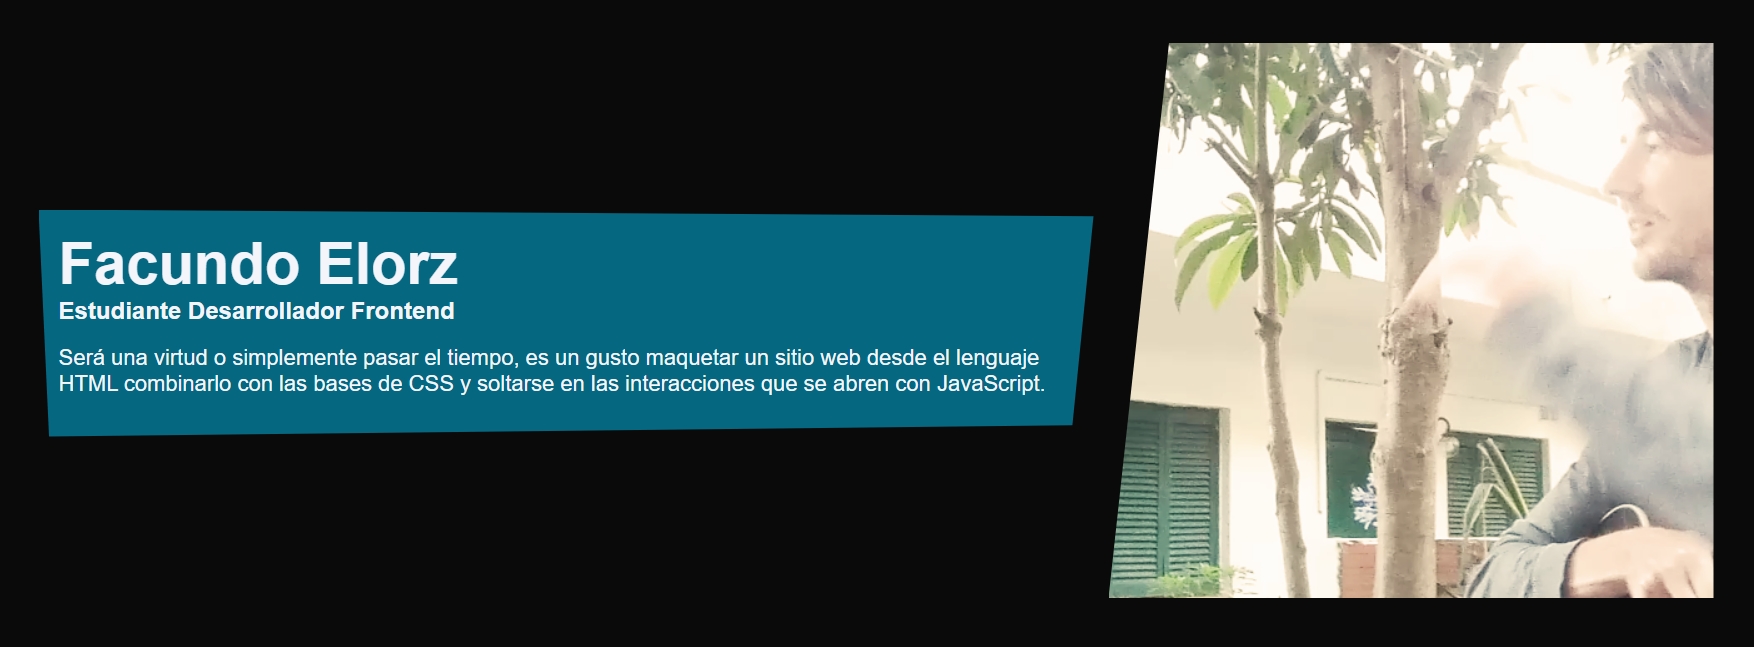 Facundo Elorz
Estudiante Desarrollador Frontend
Será una virtud o simplemente pasar el tiempo, es un gusto maquetar un sitio web desde el lenguaje
HTML combinarlo con las bases de CSS y soltarse en las interacciones que se abren con JavaScript.